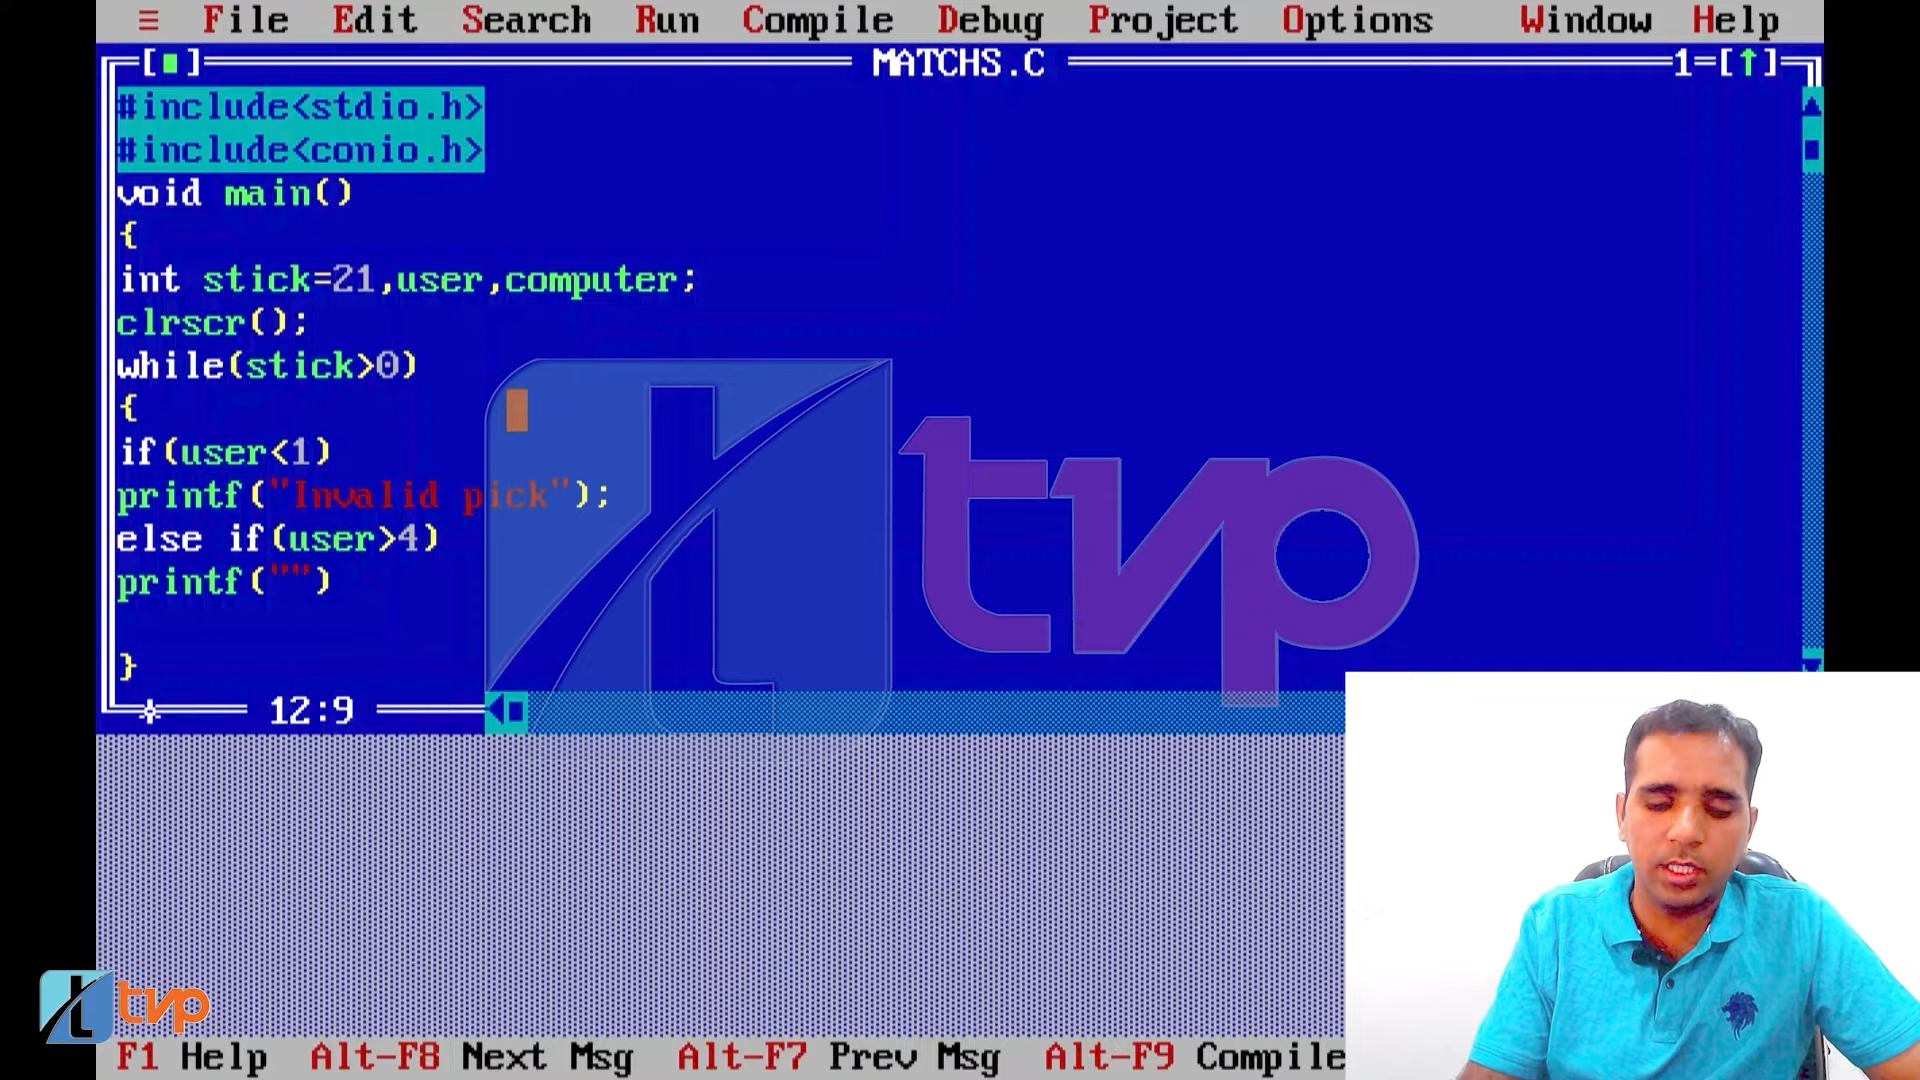 ≡ File Edit Search Run Compile Debug Project Options Window Help
[■] MATCHS.C 1=[↑]
#include<stdio.h>
#include<conio.h>
void main()
{
int stick=21,user,computer;
clrscr();
while(stick>0)
{
if(user<1)
printf("Invalid pick");
else if(user>4)
printf("")
}
12:9
tvp
tvp
F1 Help Alt-F8 Next Msg Alt-F7 Prev Msg Alt-F9 Compile